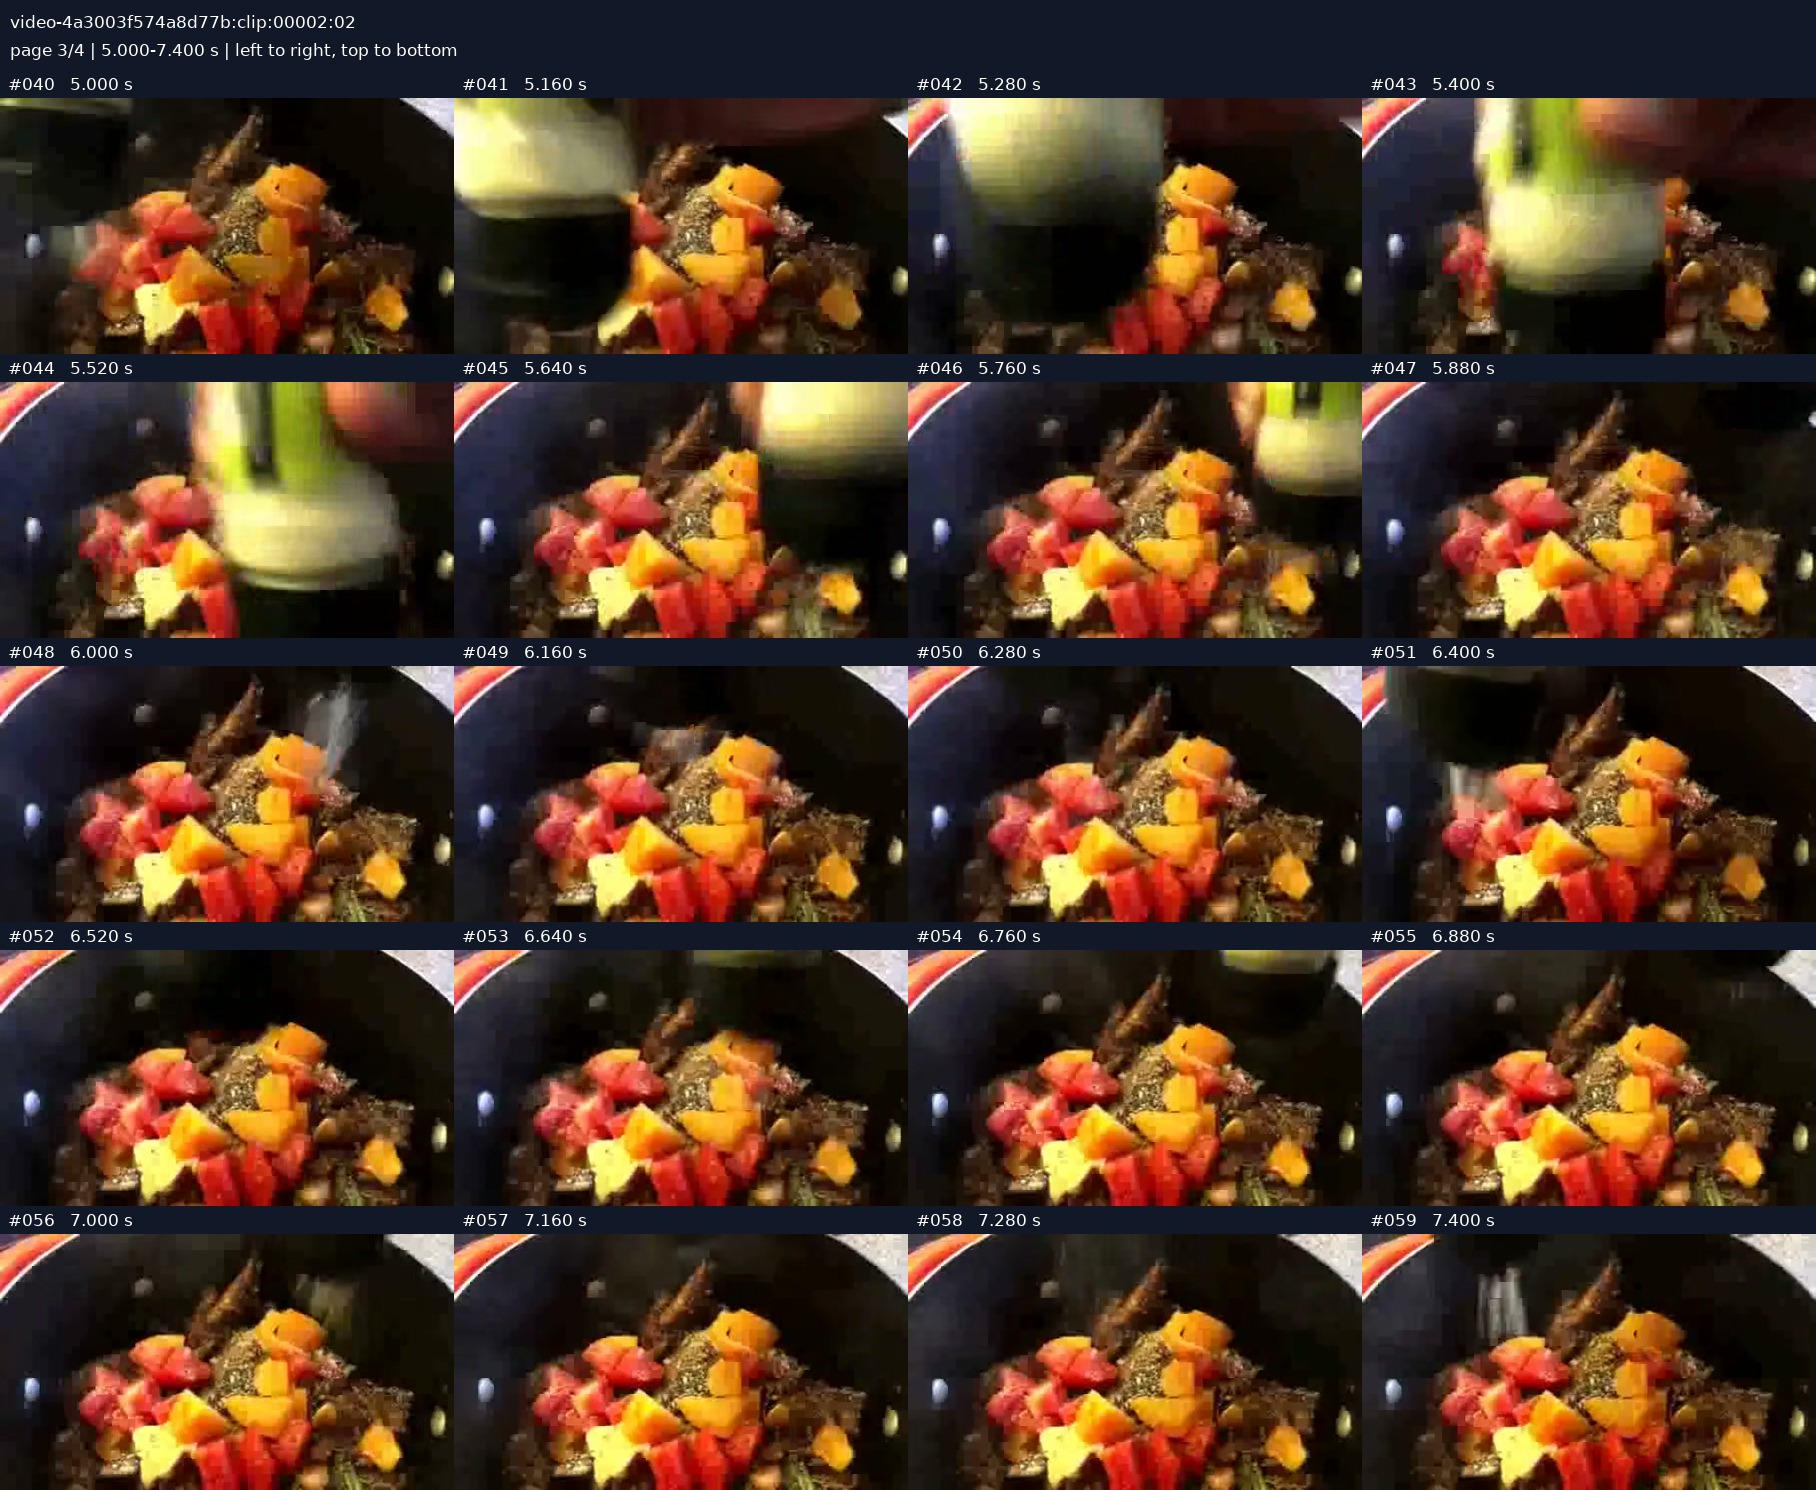 video-4a3003f574a8d77b:clip:00002:02
page 3/4 | 5.000-7.400 s | left to right, top to bottom
#040 5.000 s
#041 5.160 s
#042 5.280 s
#043 5.400 s
#044 5.520 s
#045 5.640 s
#046 5.760 s
#047 5.880 s
#048 6.000 s
#049 6.160 s
#050 6.280 s
#051 6.400 s
#052 6.520 s
#053 6.640 s
#054 6.760 s
#055 6.880 s
#056 7.000 s
#057 7.160 s
#058 7.280 s
#059 7.400 s